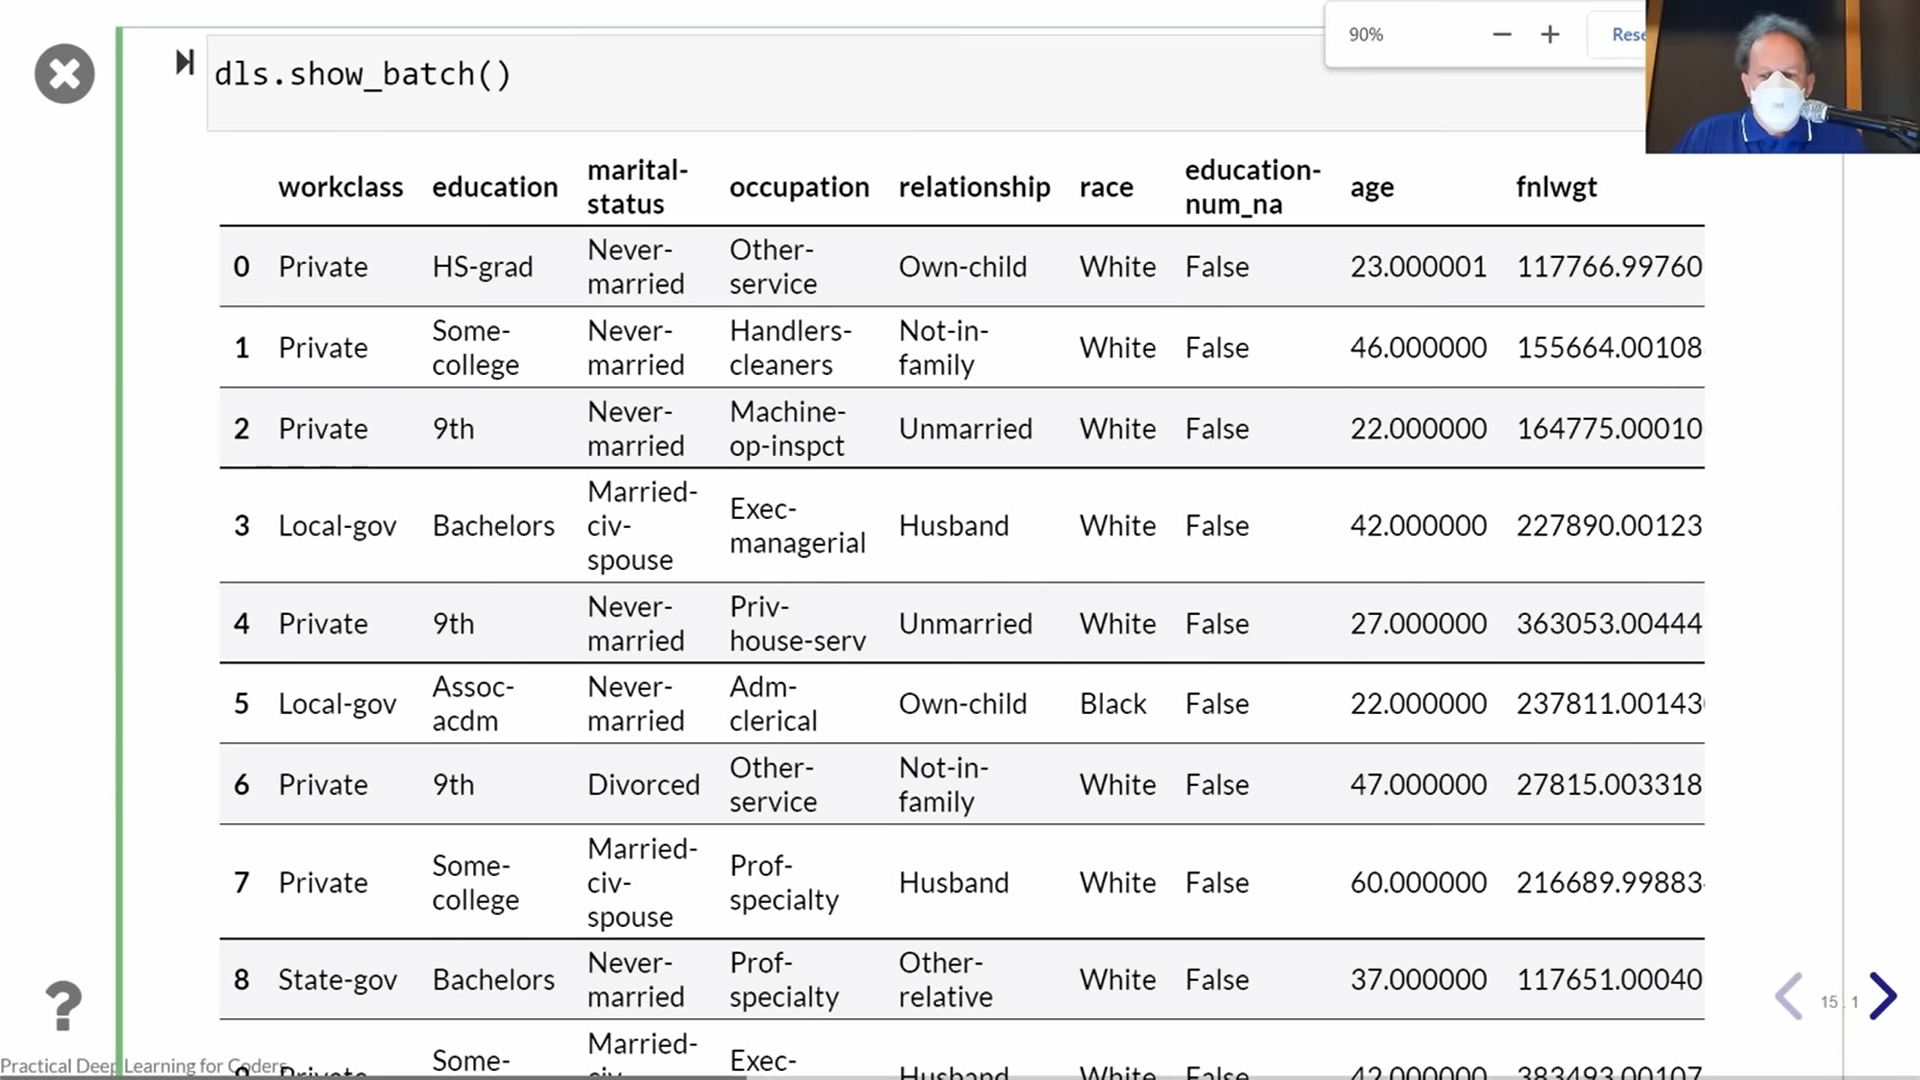 90% − + Rese
dls.show_batch()
workclass education marital-status occupation relationship race education-num_na age fnlwgt
0 Private HS-grad Never-married Other-service Own-child White False 23.000001 117766.99760
1 Private Some-college Never-married Handlers-cleaners Not-in-family White False 46.000000 155664.00108
2 Private 9th Never-married Machine-op-inspct Unmarried White False 22.000000 164775.00010
3 Local-gov Bachelors Married-civ-spouse Exec-managerial Husband White False 42.000000 227890.00123
4 Private 9th Never-married Priv-house-serv Unmarried White False 27.000000 363053.00444
5 Local-gov Assoc-acdm Never-married Adm-clerical Own-child Black False 22.000000 237811.00143
6 Private 9th Divorced Other-service Not-in-family White False 47.000000 27815.003318
7 Private Some-college Married-civ-spouse Prof-specialty Husband White False 60.000000 216689.99883
8 State-gov Bachelors Never-married Prof-specialty Other-relative White False 37.000000 117651.00040
9 Private Some- Married-civ- Exec- Husband White False 42.000000 383493.00107
?
15 . 1
Practical Deep Learning for Coders